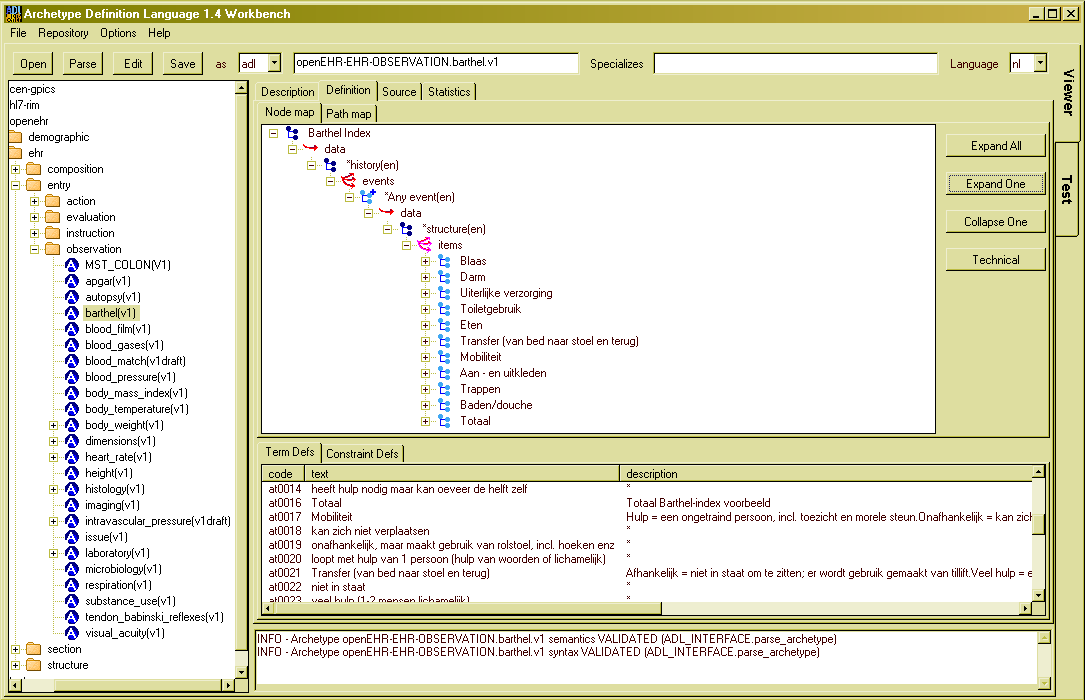 Archetype Definition Language 1.4 Workbench
File Repository Options Help
Open Parse Edit Save as adl openEHR-EHR-OBSERVATION.barthel.v1 Specializes Language nl
cen-gpics
hl7-rim
openehr
demographic
ehr
composition
entry
action
evaluation
instruction
observation
MST_COLON(V1)
apgar(v1)
autopsy(v1)
barthel(v1)
blood_film(v1)
blood_gases(v1)
blood_match(v1draft)
blood_pressure(v1)
body_mass_index(v1)
body_temperature(v1)
body_weight(v1)
dimensions(v1)
heart_rate(v1)
height(v1)
histology(v1)
imaging(v1)
intravascular_pressure(v1draft)
issue(v1)
laboratory(v1)
microbiology(v1)
respiration(v1)
substance_use(v1)
tendon_babinski_reflexes(v1)
visual_acuity(v1)
section
structure
Description Definition Source Statistics
Node map Path map
Barthel Index
data
*history(en)
events
*Any event(en)
data
*structure(en)
items
Blaas
Darm
Uiterlijke verzorging
Toiletgebruik
Eten
Transfer (van bed naar stoel en terug)
Mobiliteit
Aan - en uitkleden
Trappen
Baden/douche
Totaal
Expand All
Expand One
Collapse One
Technical
Viewer
Test
Term Defs Constraint Defs
code text description
at0014 heeft hulp nodig maar kan oeveer de helft zelf *
at0016 Totaal Totaal Barthel-index voorbeeld
at0017 Mobiliteit Hulp = een ongetraind persoon, incl. toezicht en morele steun.Onafhankelijk = kan zich
at0018 kan zich niet verplaatsen *
at0019 onafhankelijk, maar maakt gebruik van rolstoel, incl. hoeken enz *
at0020 loopt met hulp van 1 persoon (hulp van woorden of lichamelijk) *
at0021 Transfer (van bed naar stoel en terug) Afhankelijk = niet in staat om te zitten; er wordt gebruik gemaakt van tillift.Veel hulp = e
at0022 niet in staat *
at0023 veel hulp (1-2 mensen lichamelijk) *
INFO - Archetype openEHR-EHR-OBSERVATION.barthel.v1 semantics VALIDATED (ADL_INTERFACE.parse_archetype)
INFO - Archetype openEHR-EHR-OBSERVATION.barthel.v1 syntax VALIDATED (ADL_INTERFACE.parse_archetype)